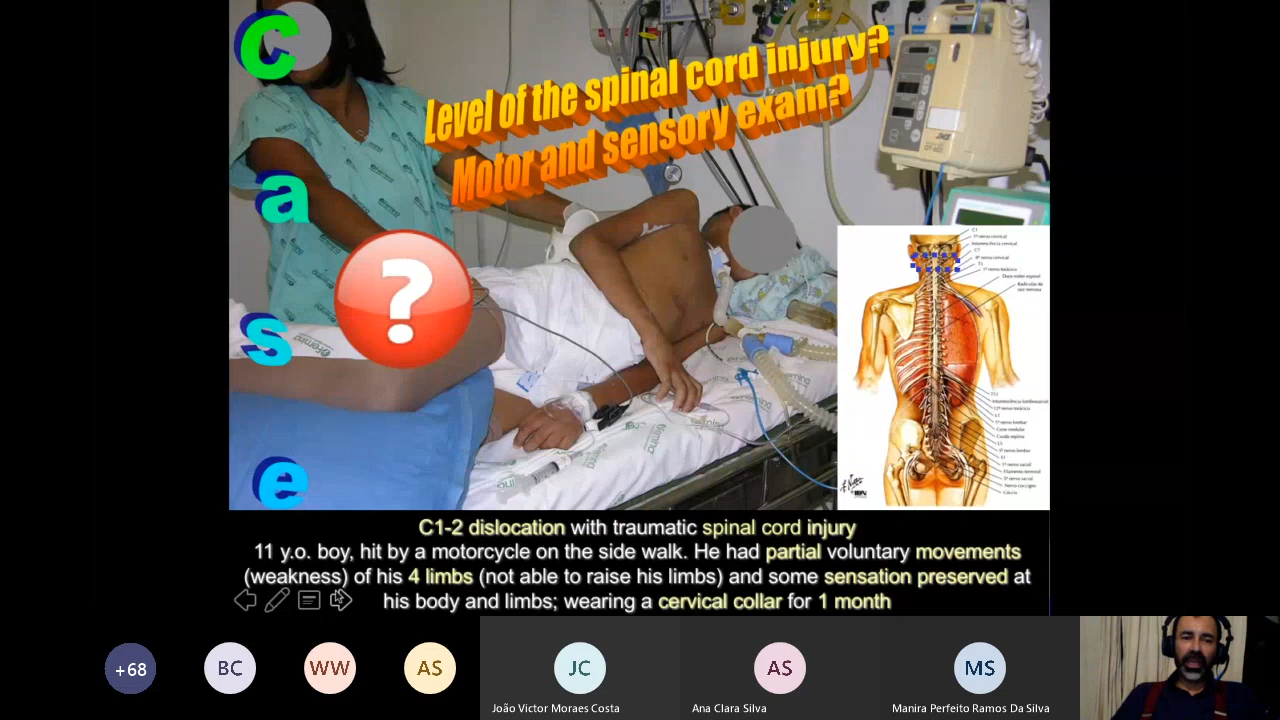 Case
Level of the spinal cord injury?
Motor and sensory exam?
C1-2 dislocation with traumatic spinal cord injury
11 y.o. boy, hit by a motorcycle on the side walk. He had partial voluntary movements
(weakness) of his 4 limbs (not able to raise his limbs) and some sensation preserved at
his body and limbs; wearing a cervical collar for 1 month
+68
BC
WW
AS
JC
João Victor Moraes Costa
AS
Ana Clara Silva
MS
Manira Perfeito Ramos Da Silva